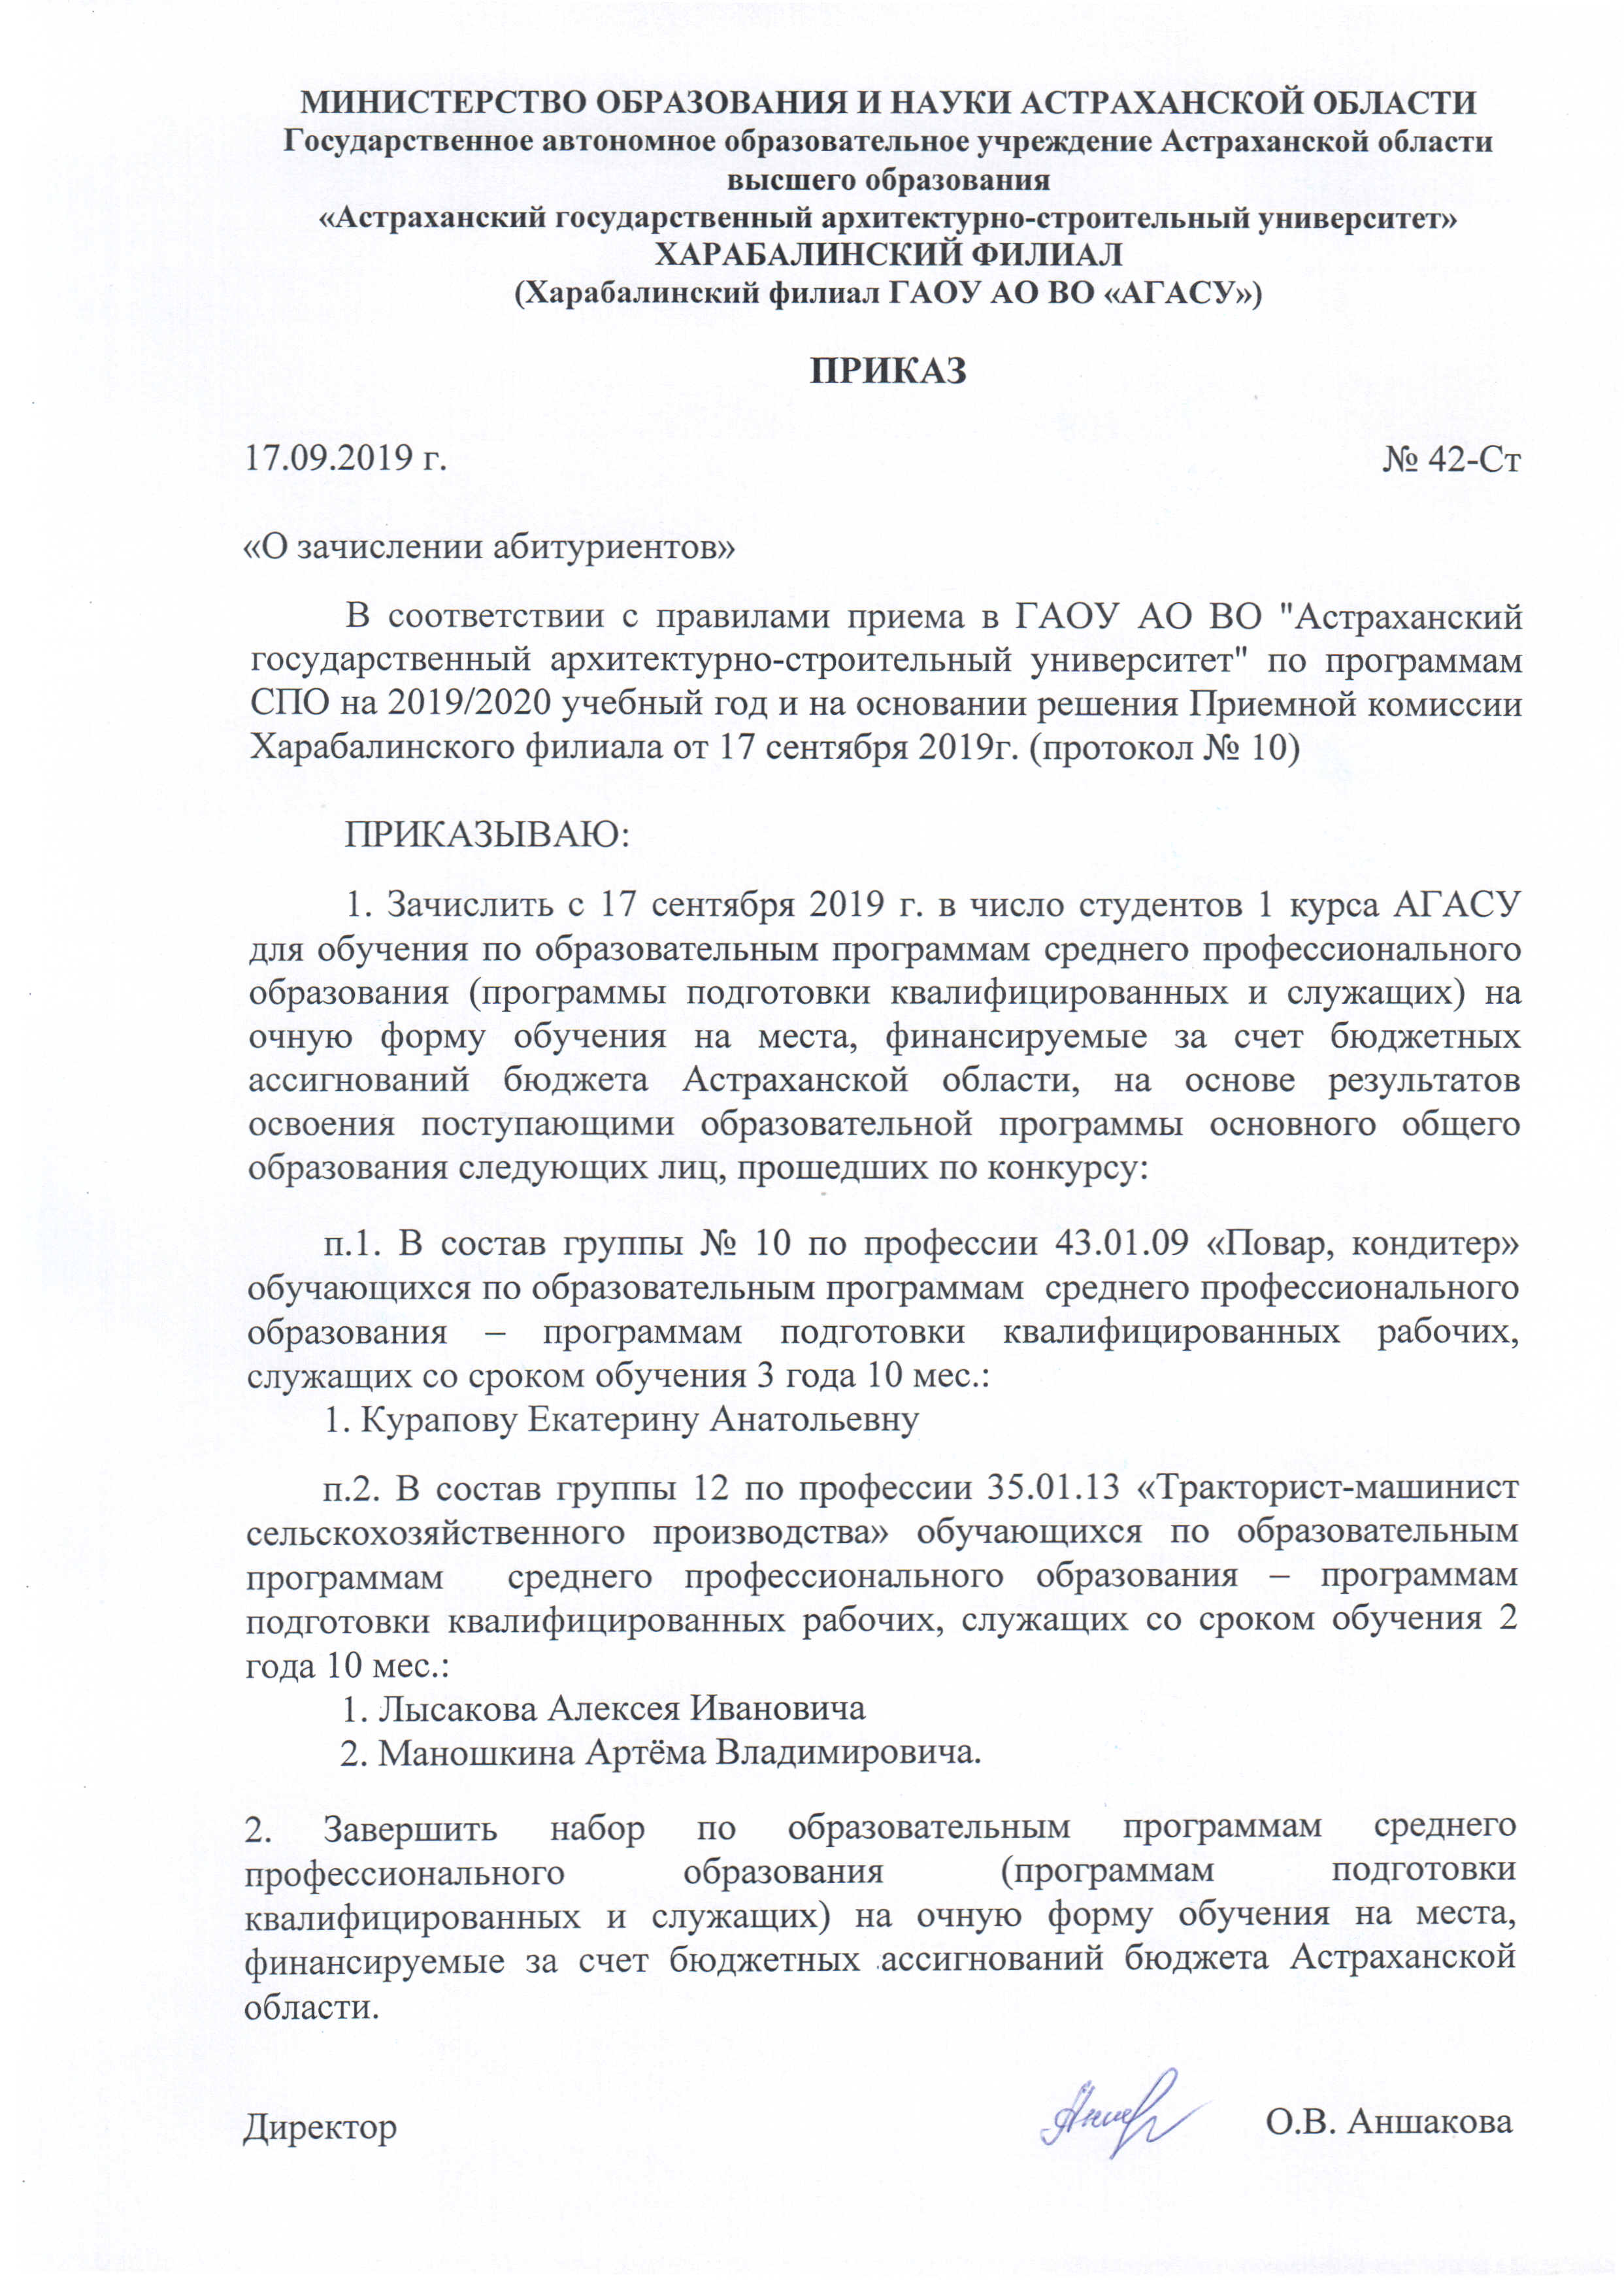 МИНИСТЕРСТВО ОБРАЗОВАНИЯ И НАУКИ АСТРАХАНСКОЙ ОБЛАСТИ
Государственное автономное образовательное учреждение Астраханской области
высшего образования
«Астраханский государственный архитектурно-строительный университет»
ХАРАБАЛИНСКИЙ ФИЛИАЛ
(Харабалинский филиал ГАОУ АО ВО «АГАСУ»)
ПРИКАЗ
17.09.2019 г. № 42-Ст
«О зачислении абитуриентов»
В соответствии с правилами приема в ГАОУ АО ВО "Астраханский
государственный архитектурно-строительный университет" по программам
СПО на 2019/2020 учебный год и на основании решения Приемной комиссии
Харабалинского филиала от 17 сентября 2019г. (протокол № 10)
ПРИКАЗЫВАЮ:
1. Зачислить с 17 сентября 2019 г. в число студентов 1 курса АГАСУ
для обучения по образовательным программам среднего профессионального
образования (программы подготовки квалифицированных и служащих) на
очную форму обучения на места, финансируемые за счет бюджетных
ассигнований бюджета Астраханской области, на основе результатов
освоения поступающими образовательной программы основного общего
образования следующих лиц, прошедших по конкурсу:
п.1. В состав группы № 10 по профессии 43.01.09 «Повар, кондитер»
обучающихся по образовательным программам среднего профессионального
образования – программам подготовки квалифицированных рабочих,
служащих со сроком обучения 3 года 10 мес.:
1. Курапову Екатерину Анатольевну
п.2. В состав группы 12 по профессии 35.01.13 «Тракторист-машинист
сельскохозяйственного производства» обучающихся по образовательным
программам среднего профессионального образования – программам
подготовки квалифицированных рабочих, служащих со сроком обучения 2
года 10 мес.:
1. Лысакова Алексея Ивановича
2. Маношкина Артёма Владимировича.
2. Завершить набор по образовательным программам среднего
профессионального образования (программам подготовки
квалифицированных и служащих) на очную форму обучения на места,
финансируемые за счет бюджетных ассигнований бюджета Астраханской
области.
Директор О.В. Аншакова